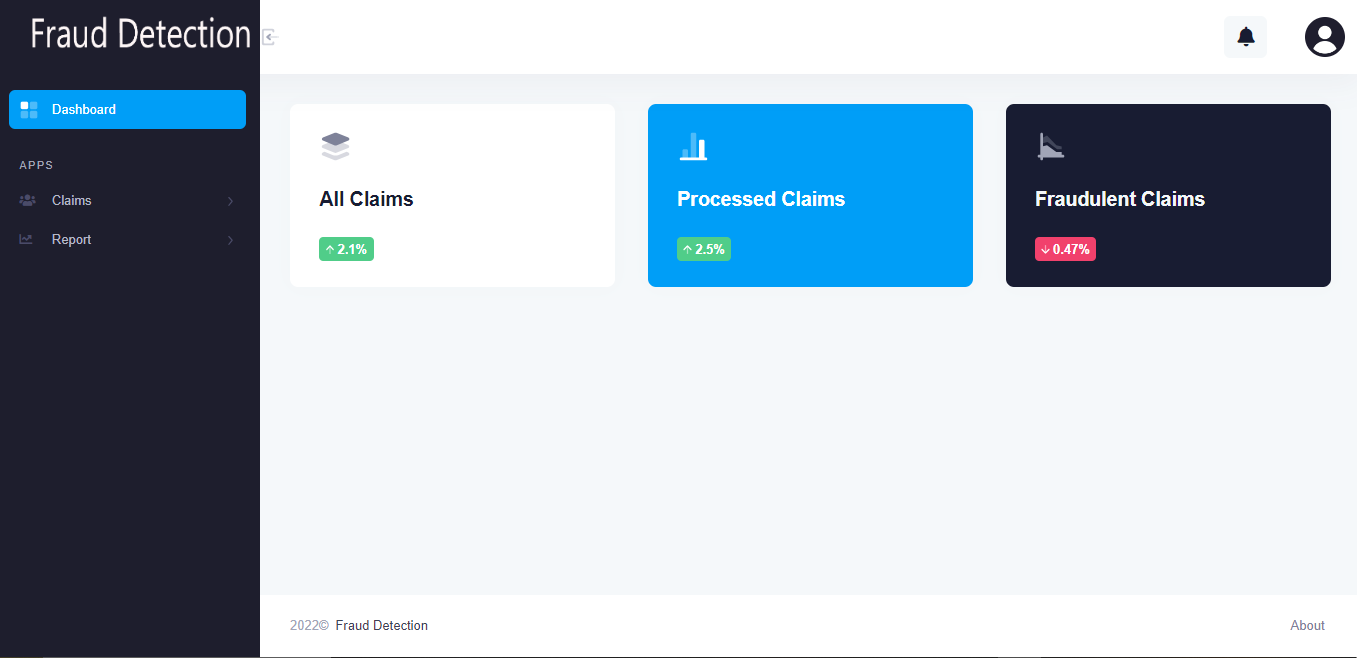 Fraud Detection
Dashboard
APPS
Claims
Report
All Claims
2.1%
Processed Claims
2.5%
Fraudulent Claims
0.47%
2022© Fraud Detection
About